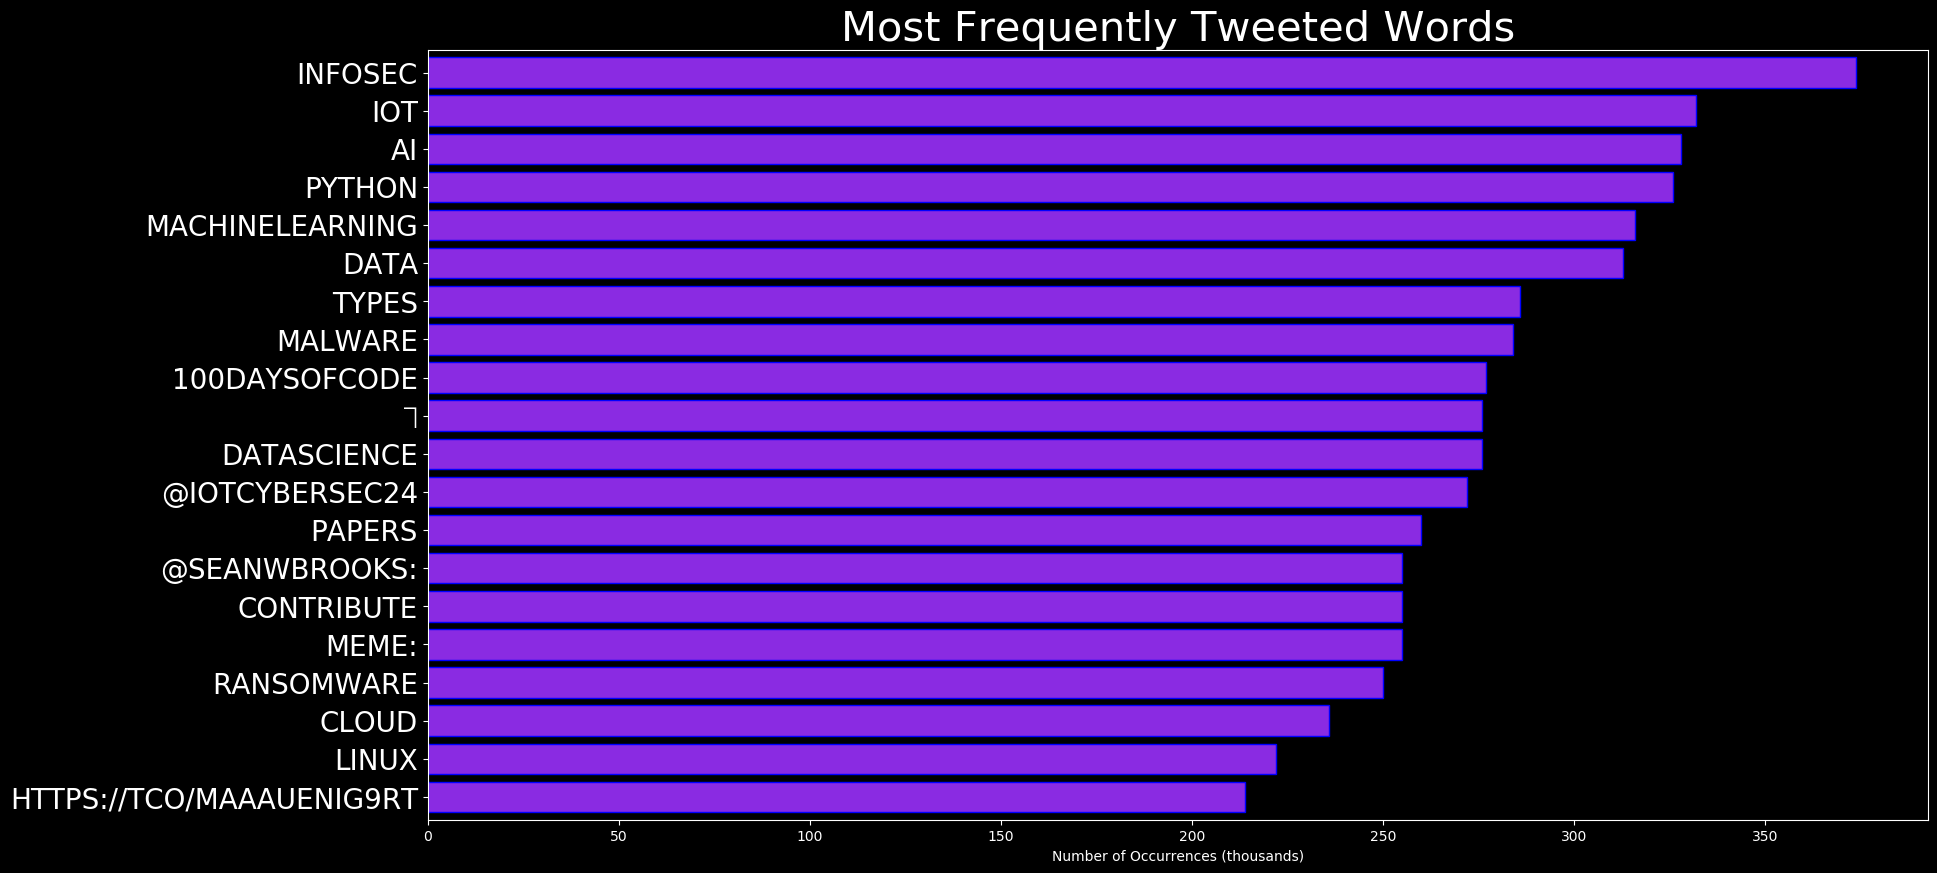 Most Frequently Tweeted Words
INFOSEC
IOT
AI
PYTHON
MACHINELEARNING
DATA
TYPES
MALWARE
100DAYSOFCODE
┐
DATASCIENCE
@IOTCYBERSEC24
PAPERS
@SEANWBROOKS:
CONTRIBUTE
MEME:
RANSOMWARE
CLOUD
LINUX
HTTPS://TCO/MAAAUENIG9RT
0 50 100 150 200 250 300 350
Number of Occurrences (thousands)